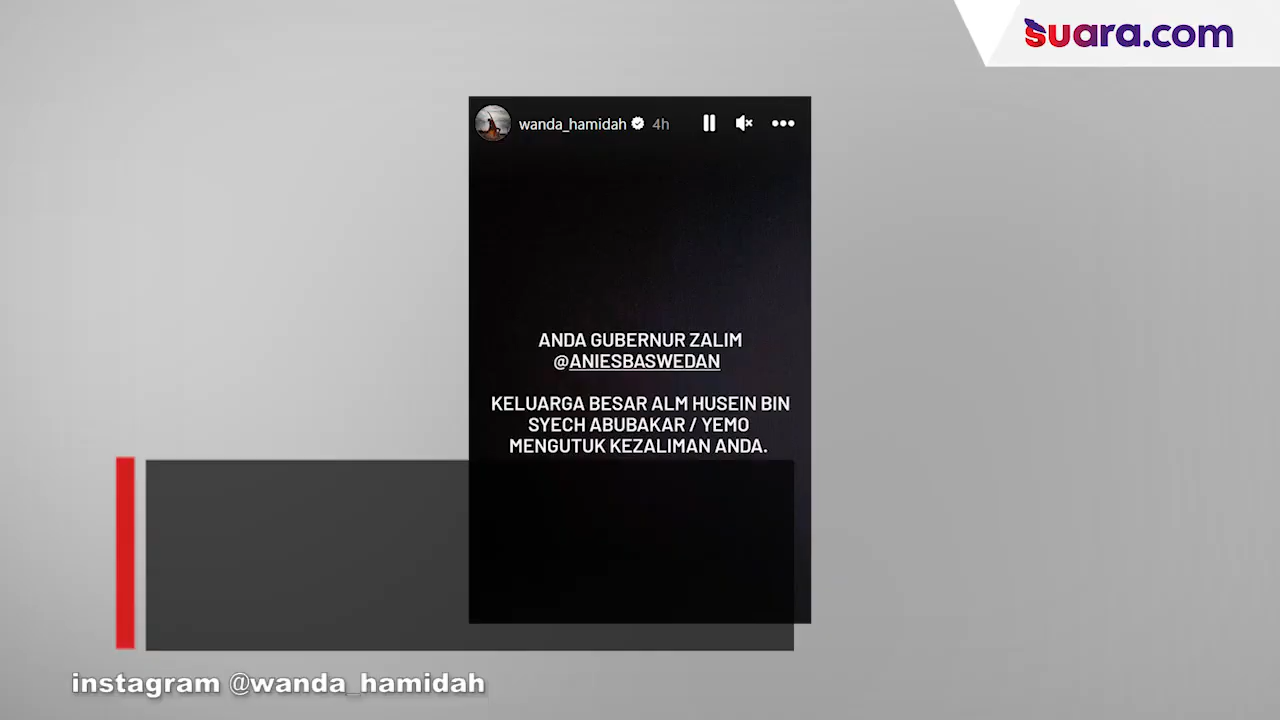 suara.com
wanda_hamidah 4h
ANDA GUBERNUR ZALIM
@ANIESBASWEDAN
KELUARGA BESAR ALM HUSEIN BIN
SYECH ABUBAKAR / YEMO
MENGUTUK KEZALIMAN ANDA.
instagram @wanda_hamidah